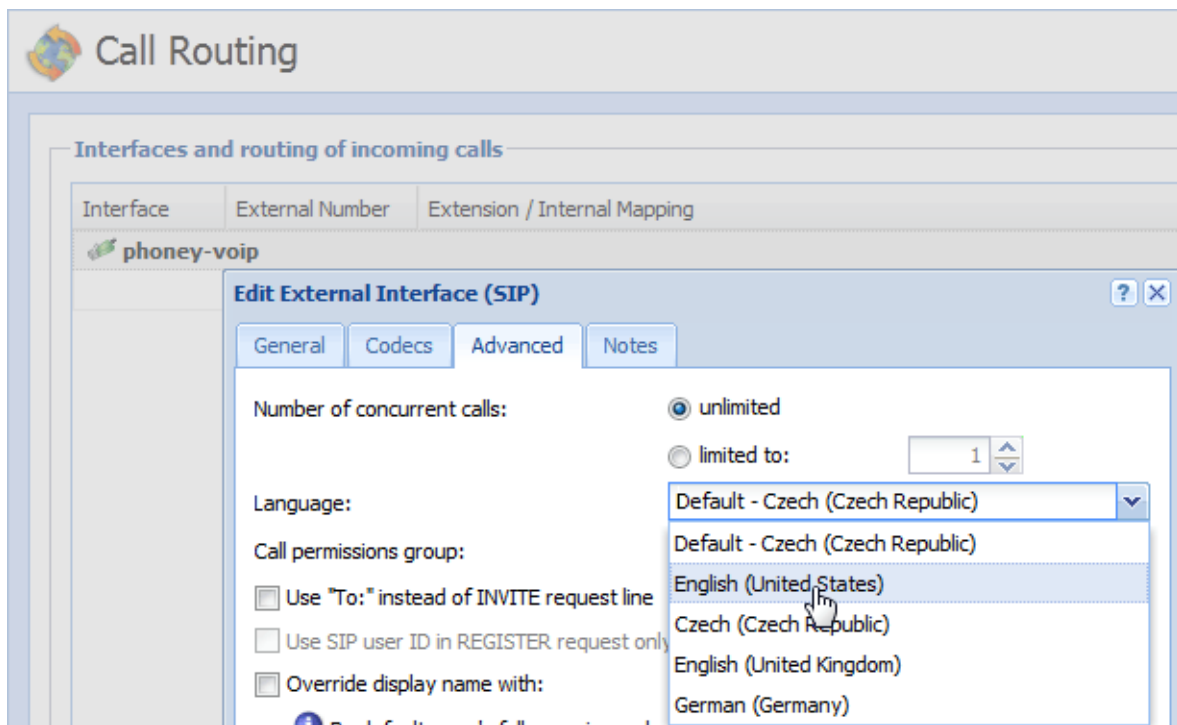 Call Routing
Interfaces and routing of incoming calls
Interface External Number Extension / Internal Mapping
phoney-voip
Edit External Interface (SIP) ?
General Codecs Advanced Notes
Number of concurrent calls: unlimited
limited to: 1
Language: Default - Czech (Czech Republic)
Call permissions group: Default - Czech (Czech Republic)
English (United States)
Use "To:" instead of INVITE request line
Czech (Czech Republic)
Use SIP user ID in REGISTER request only
English (United Kingdom)
Override display name with:
German (Germany)